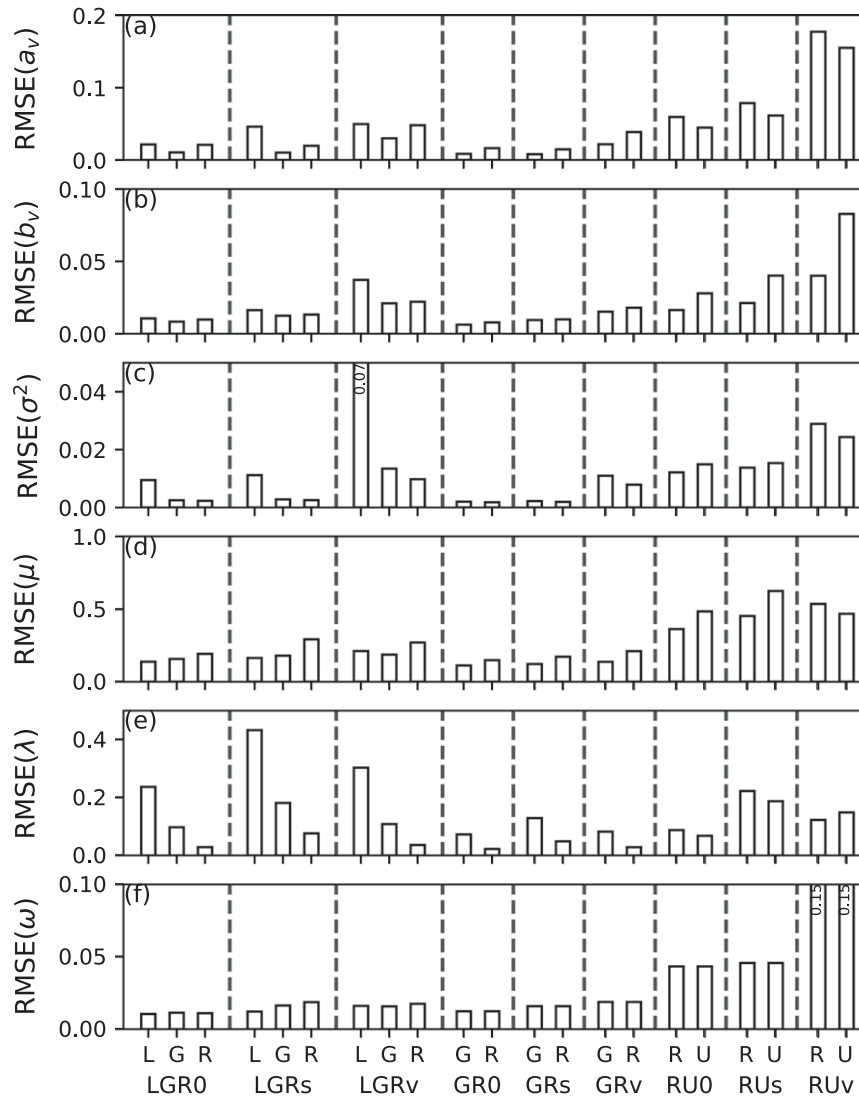 (a)
RMSE(a_v)
0.2
0.1
0.0
(b)
RMSE(b_v)
0.10
0.05
0.00
(c)
RMSE(σ²)
0.04
0.02
0.00
0.07
(d)
RMSE(μ)
1.0
0.5
0.0
(e)
RMSE(λ)
0.4
0.2
0.0
(f)
RMSE(ω)
0.10
0.05
0.00
0.15 0.15
L G R L G R L G R G R G R G R R U R U R U
LGR0 LGRs LGRv GR0 GRs GRv RU0 RUs RUv